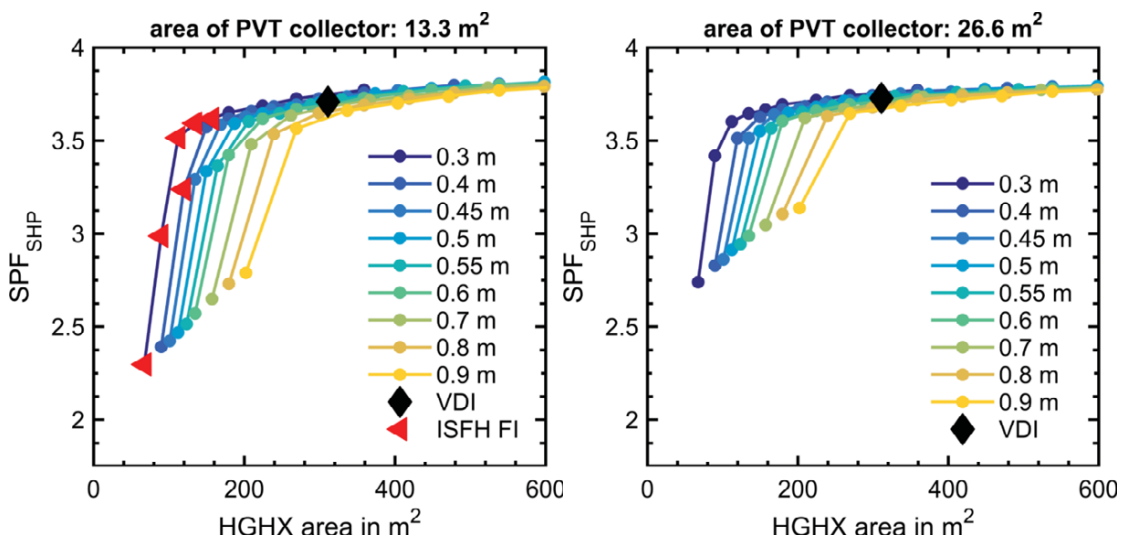 area of PVT collector: 13.3 m²
4
3.5
3
2.5
2
SPF_SHP
0 200 400 600
HGHX area in m²
0.3 m
0.4 m
0.45 m
0.5 m
0.55 m
0.6 m
0.7 m
0.8 m
0.9 m
VDI
ISFH FI
area of PVT collector: 26.6 m²
4
3.5
3
2.5
2
SPF_SHP
0 200 400 600
HGHX area in m²
0.3 m
0.4 m
0.45 m
0.5 m
0.55 m
0.6 m
0.7 m
0.8 m
0.9 m
VDI